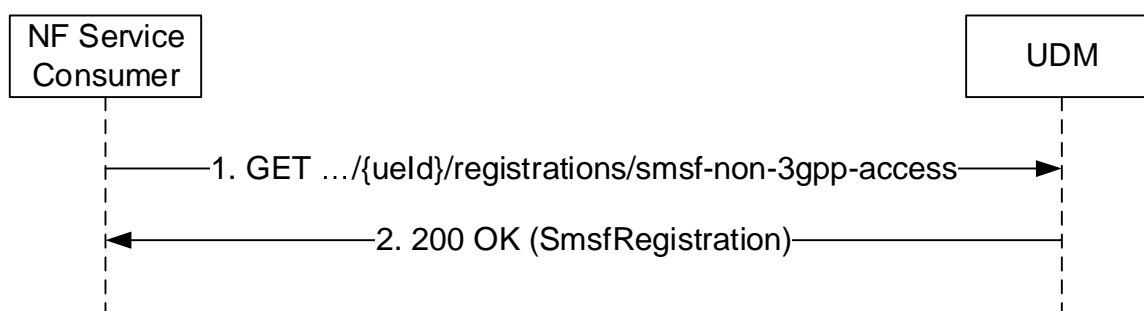 NF Service
Consumer
UDM
1. GET …/{ueId}/registrations/smsf-non-3gpp-access
2. 200 OK (SmsfRegistration)